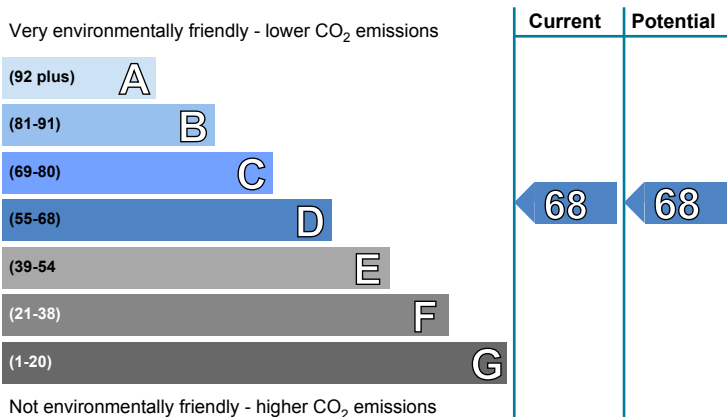 Very environmentally friendly - lower CO₂ emissions
Current
Potential
(92 plus) A
(81-91) B
(69-80) C
(55-68) D
68
68
(39-54 E
(21-38) F
(1-20) G
Not environmentally friendly - higher CO₂ emissions